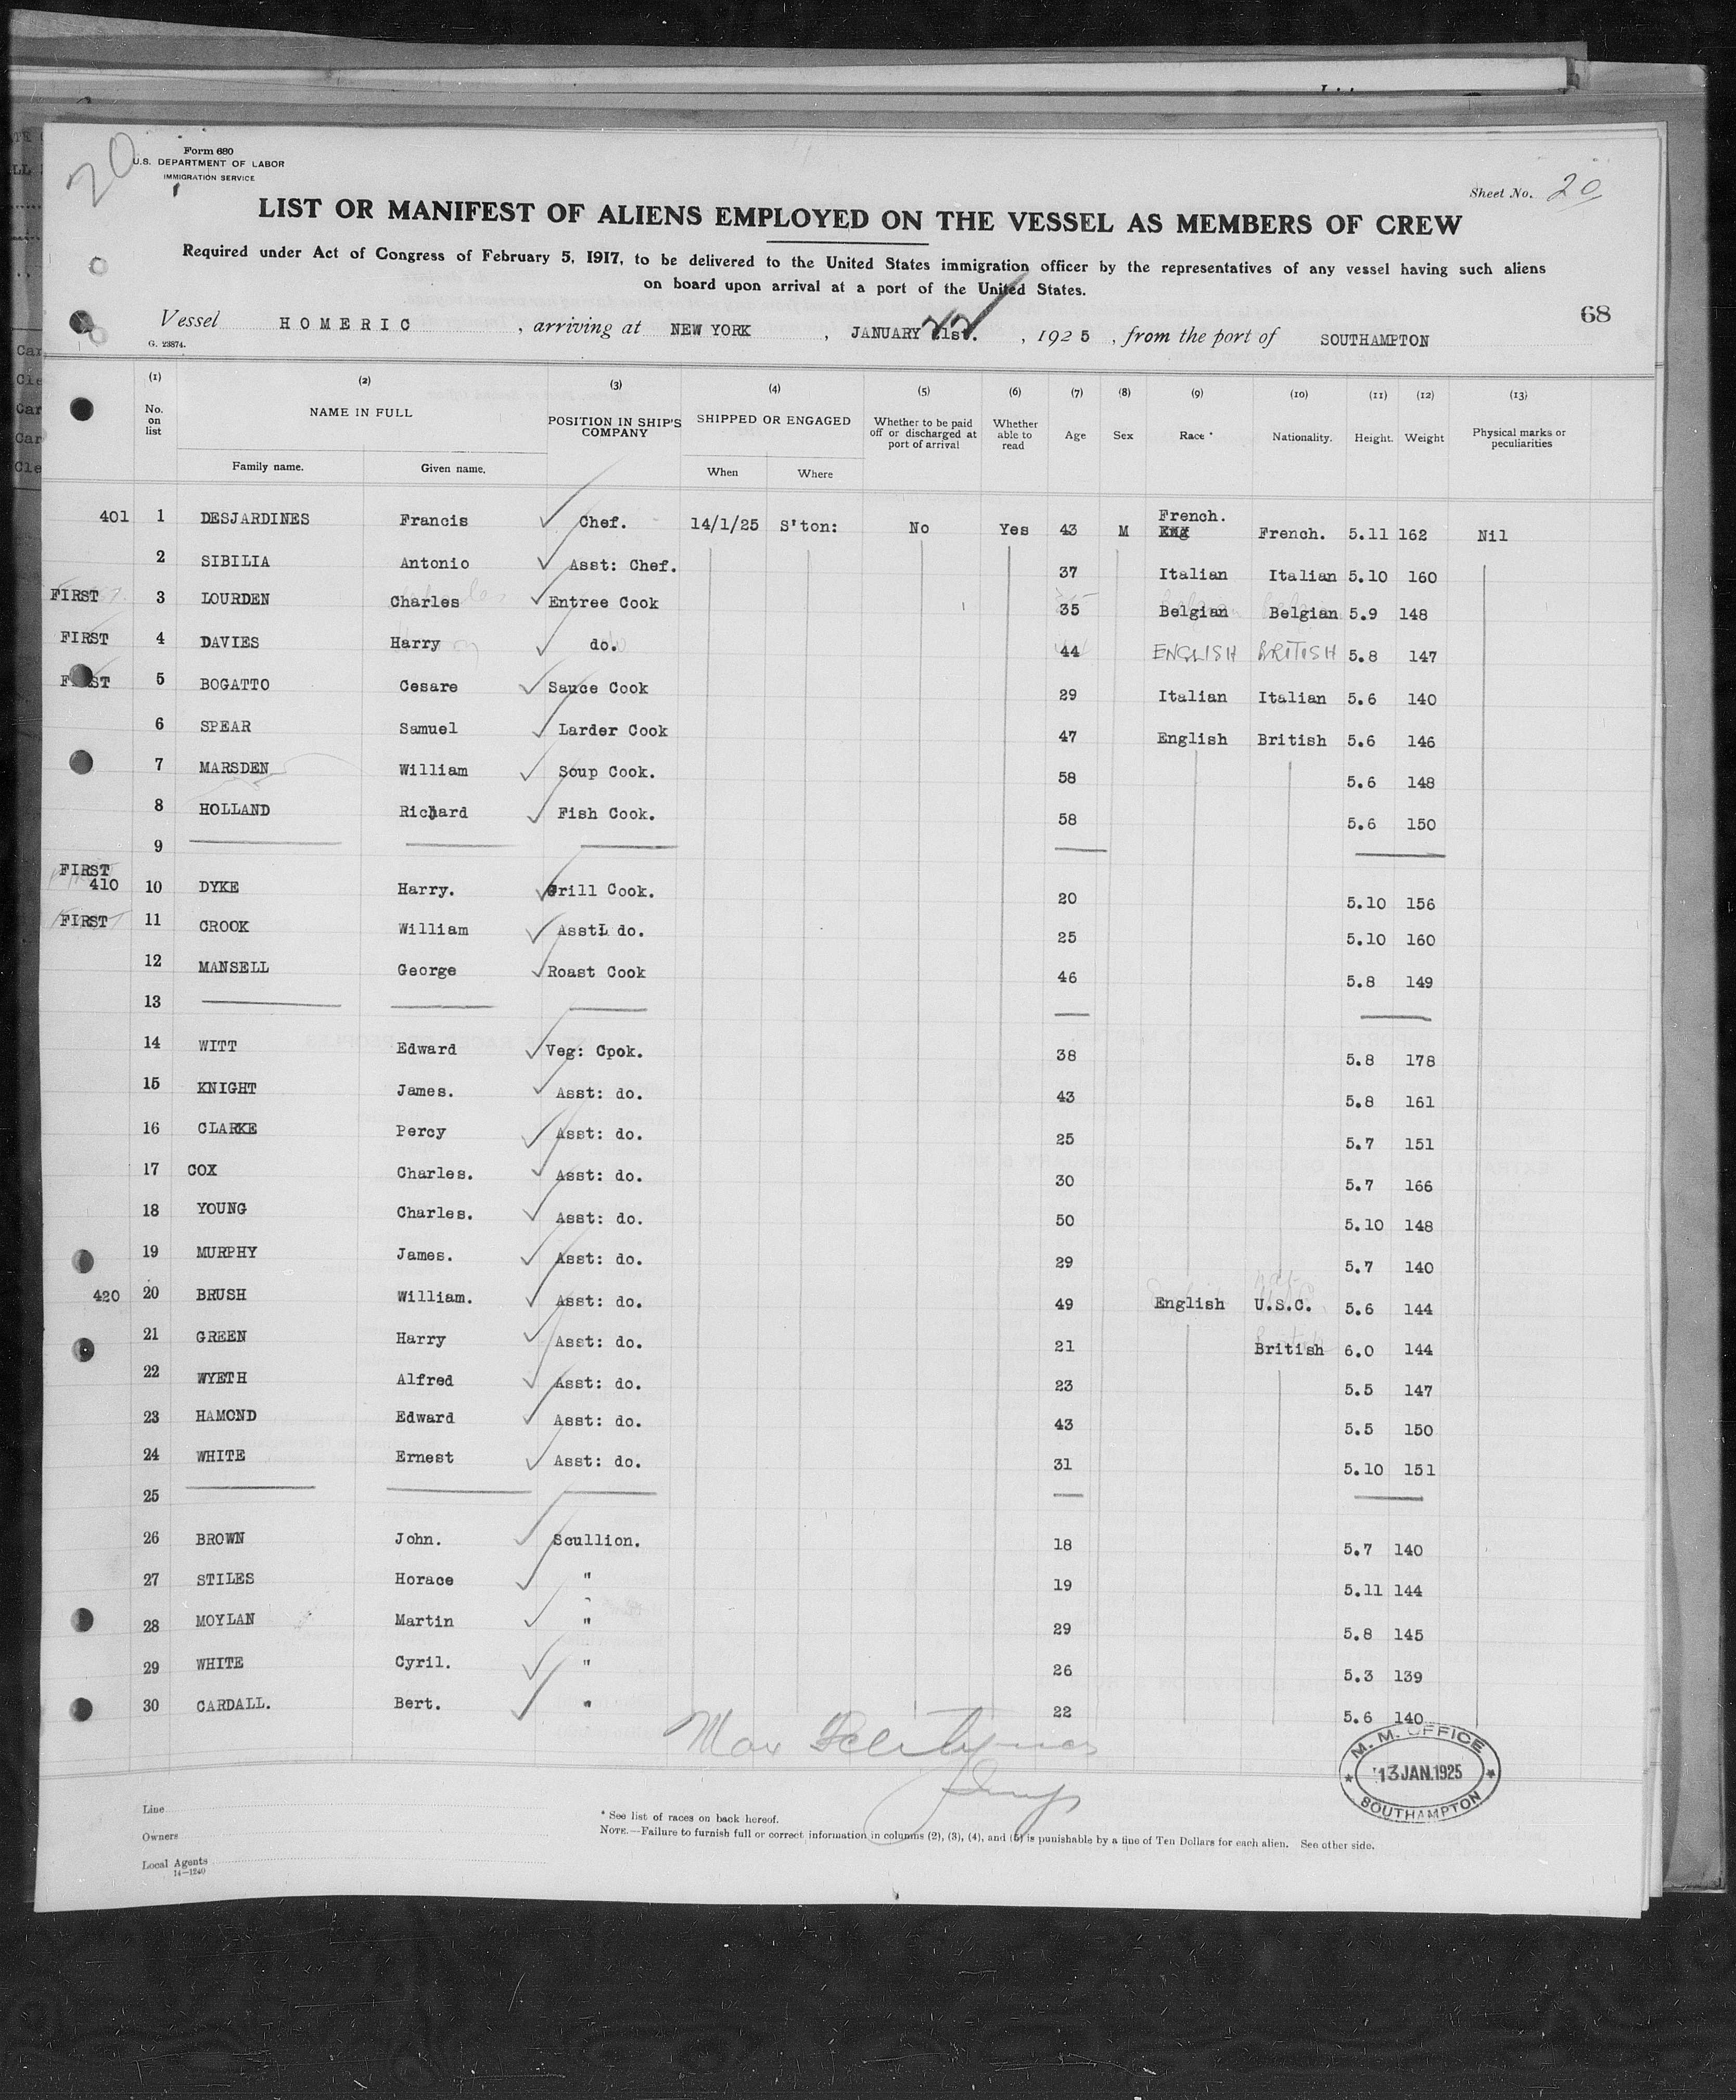 20
Form 680
U.S. DEPARTMENT OF LABOR
IMMIGRATION SERVICE
Sheet No. 20
LIST OR MANIFEST OF ALIENS EMPLOYED ON THE VESSEL AS MEMBERS OF CREW
Required under Act of Congress of February 5, 1917, to be delivered to the United States immigration officer by the representatives of any vessel having such aliens
on board upon arrival at a port of the United States.
68
Vessel HOMERIC, arriving at NEW YORK, JANUARY 22, 1925, from the port of SOUTHAMPTON
G. 23874.
(1) (2) (3) (4) (5) (6) (7) (8) (9) (10) (11) (12) (13)
No. on list NAME IN FULL POSITION IN SHIP'S COMPANY SHIPPED OR ENGAGED Whether to be paid off or discharged at port of arrival Whether able to read Age Sex Race * Nationality. Height. Weight Physical marks or peculiarities
Family name. Given name. When Where
401 1 DESJARDINES Francis Chef. 14/1/25 S'ton: No Yes 43 M French. French. 5.11 162 Nil
2 SIBILIA Antonio Asst: Chef. 37 Italian Italian 5.10 160
FIRST 3 LOURDEN Charles Entree Cook 35 Belgian Belgian 5.9 148
FIRST 4 DAVIES Harry do. 44 ENGLISH BRITISH 5.8 147
FIRST 5 BOGATTO Cesare Sauce Cook 29 Italian Italian 5.6 140
6 SPEAR Samuel Larder Cook 47 English British 5.6 146
7 MARSDEN William Soup Cook. 58 5.6 148
8 HOLLAND Richard Fish Cook. 58 5.6 150
9
FIRST
410 10 DYKE Harry. Grill Cook. 20 5.10 156
FIRST 11 CROOK William Asst: do. 25 5.10 160
12 MANSELL George Roast Cook 46 5.8 149
13
14 WITT Edward Veg: Cook. 38 5.8 178
15 KNIGHT James. Asst: do. 43 5.8 161
16 CLARKE Percy Asst: do. 25 5.7 151
17 COX Charles. Asst: do. 30 5.7 166
18 YOUNG Charles. Asst: do. 50 5.10 148
19 MURPHY James. Asst: do. 29 5.7 140
420 20 BRUSH William. Asst: do. 49 English U.S.C. 5.6 144
21 GREEN Harry Asst: do. 21 British 6.0 144
22 WYETH Alfred Asst: do. 23 5.5 147
23 HAMOND Edward Asst: do. 43 5.5 150
24 WHITE Ernest Asst: do. 31 5.10 151
25
26 BROWN John. Scullion. 18 5.7 140
27 STILES Horace " 19 5.11 144
28 MOYLAN Martin " 29 5.8 145
29 WHITE Cyril. " 26 5.3 139
30 CARDALL. Bert. " 22 5.6 140
M. M. OFFICE
13 JAN. 1925
SOUTHAMPTON
Line
Owners
Local Agents
14—1240
* See list of races on back hereof.
NOTE.—Failure to furnish full or correct information in columns (2), (3), (4), and (5) is punishable by a fine of Ten Dollars for each alien. See other side.